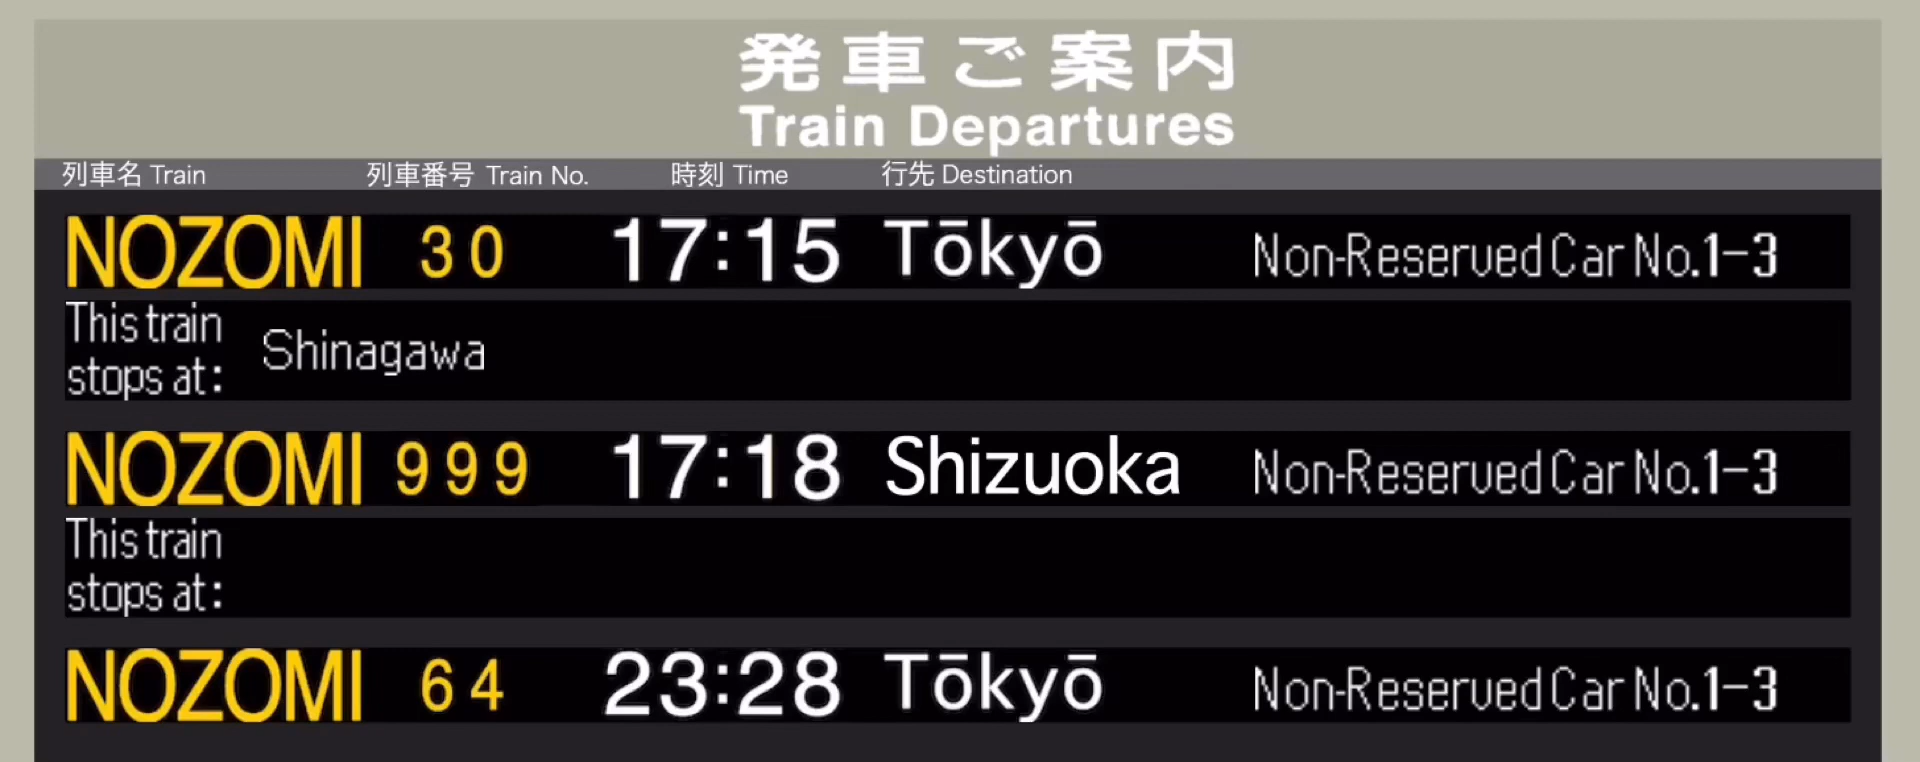 発車ご案内
Train Departures
列車名 Train 列車番号 Train No. 時刻 Time 行先 Destination
NOZOMI 30 17:15 Tōkyō Non-Reserved Car No.1-3
This train
stops at: Shinagawa
NOZOMI 999 17:18 Shizuoka Non-Reserved Car No.1-3
This train
stops at:
NOZOMI 64 23:28 Tōkyō Non-Reserved Car No.1-3